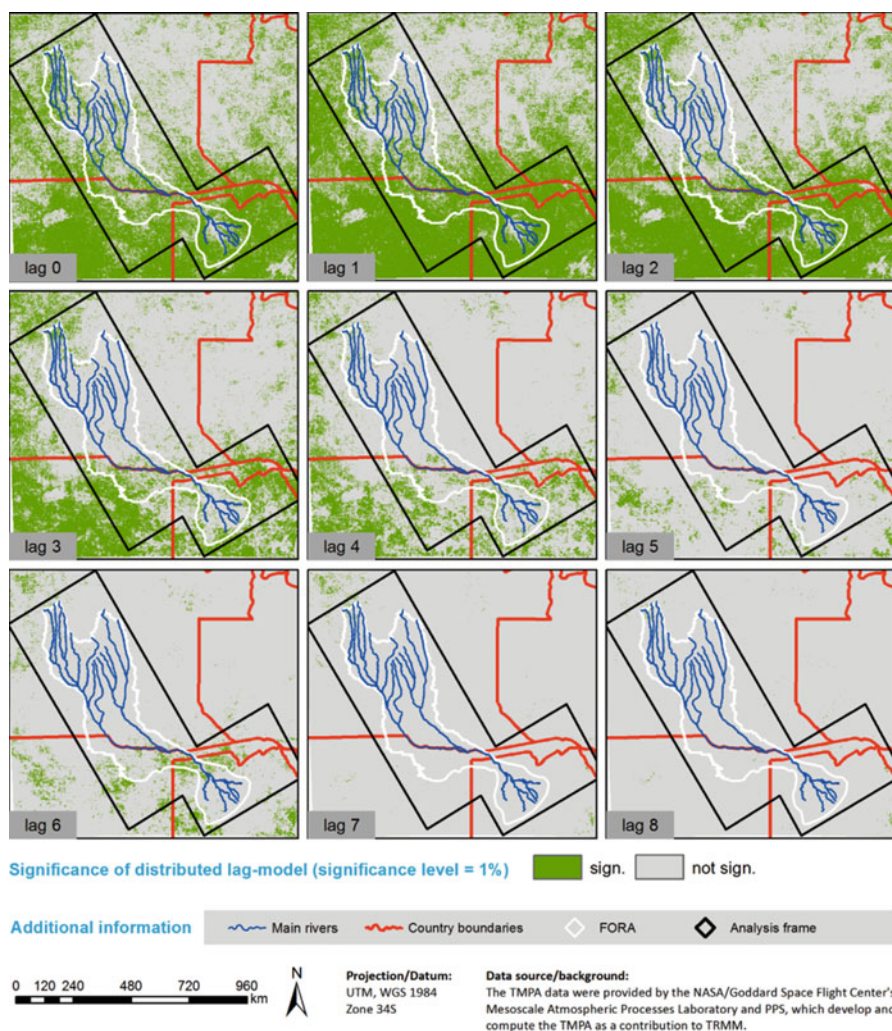 lag 0
lag 1
lag 2
lag 3
lag 4
lag 5
lag 6
lag 7
lag 8
Significance of distributed lag-model (significance level = 1%)
sign.
not sign.
Additional information
Main rivers
Country boundaries
FORA
Analysis frame
0 120 240 480 720 960
km
N
Projection/Datum:
UTM, WGS 1984
Zone 34S
Data source/background:
The TMPA data were provided by the NASA/Goddard Space Flight Center's
Mesoscale Atmospheric Processes Laboratory and PPS, which develop and
compute the TMPA as a contribution to TRMM.